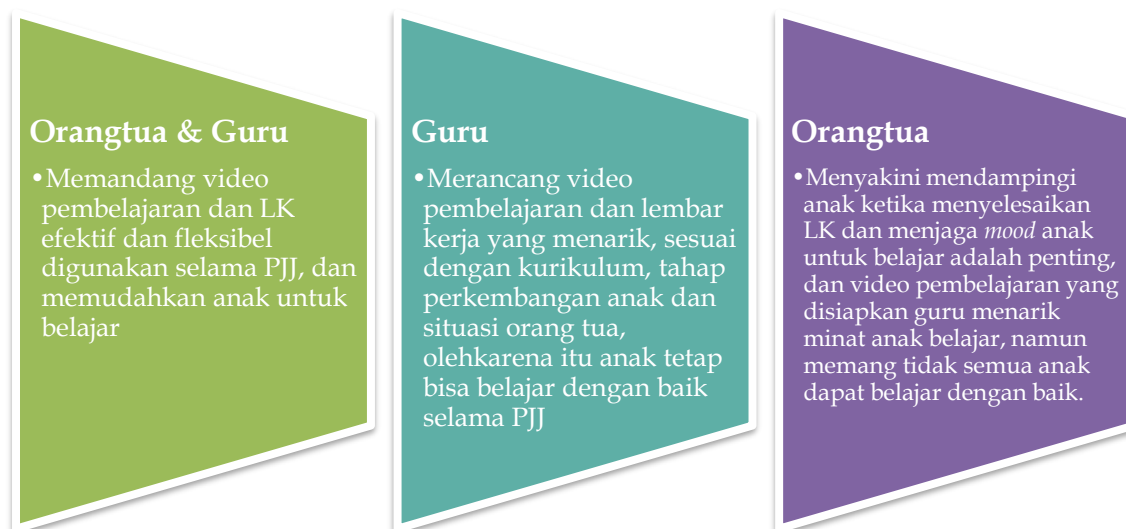 Orangtua & Guru
•Memandang video
pembelajaran dan LK
efektif dan fleksibel
digunakan selama PJJ, dan
memudahkan anak untuk
belajar
Guru
•Merancang video
pembelajaran dan lembar
kerja yang menarik, sesuai
dengan kurikulum, tahap
perkembangan anak dan
situasi orang tua,
olehkarena itu anak tetap
bisa belajar dengan baik
selama PJJ
Orangtua
•Menyakini mendampingi
anak ketika menyelesaikan
LK dan menjaga mood anak
untuk belajar adalah penting,
dan video pembelajaran yang
disiapkan guru menarik
minat anak belajar, namun
memang tidak semua anak
dapat belajar dengan baik.